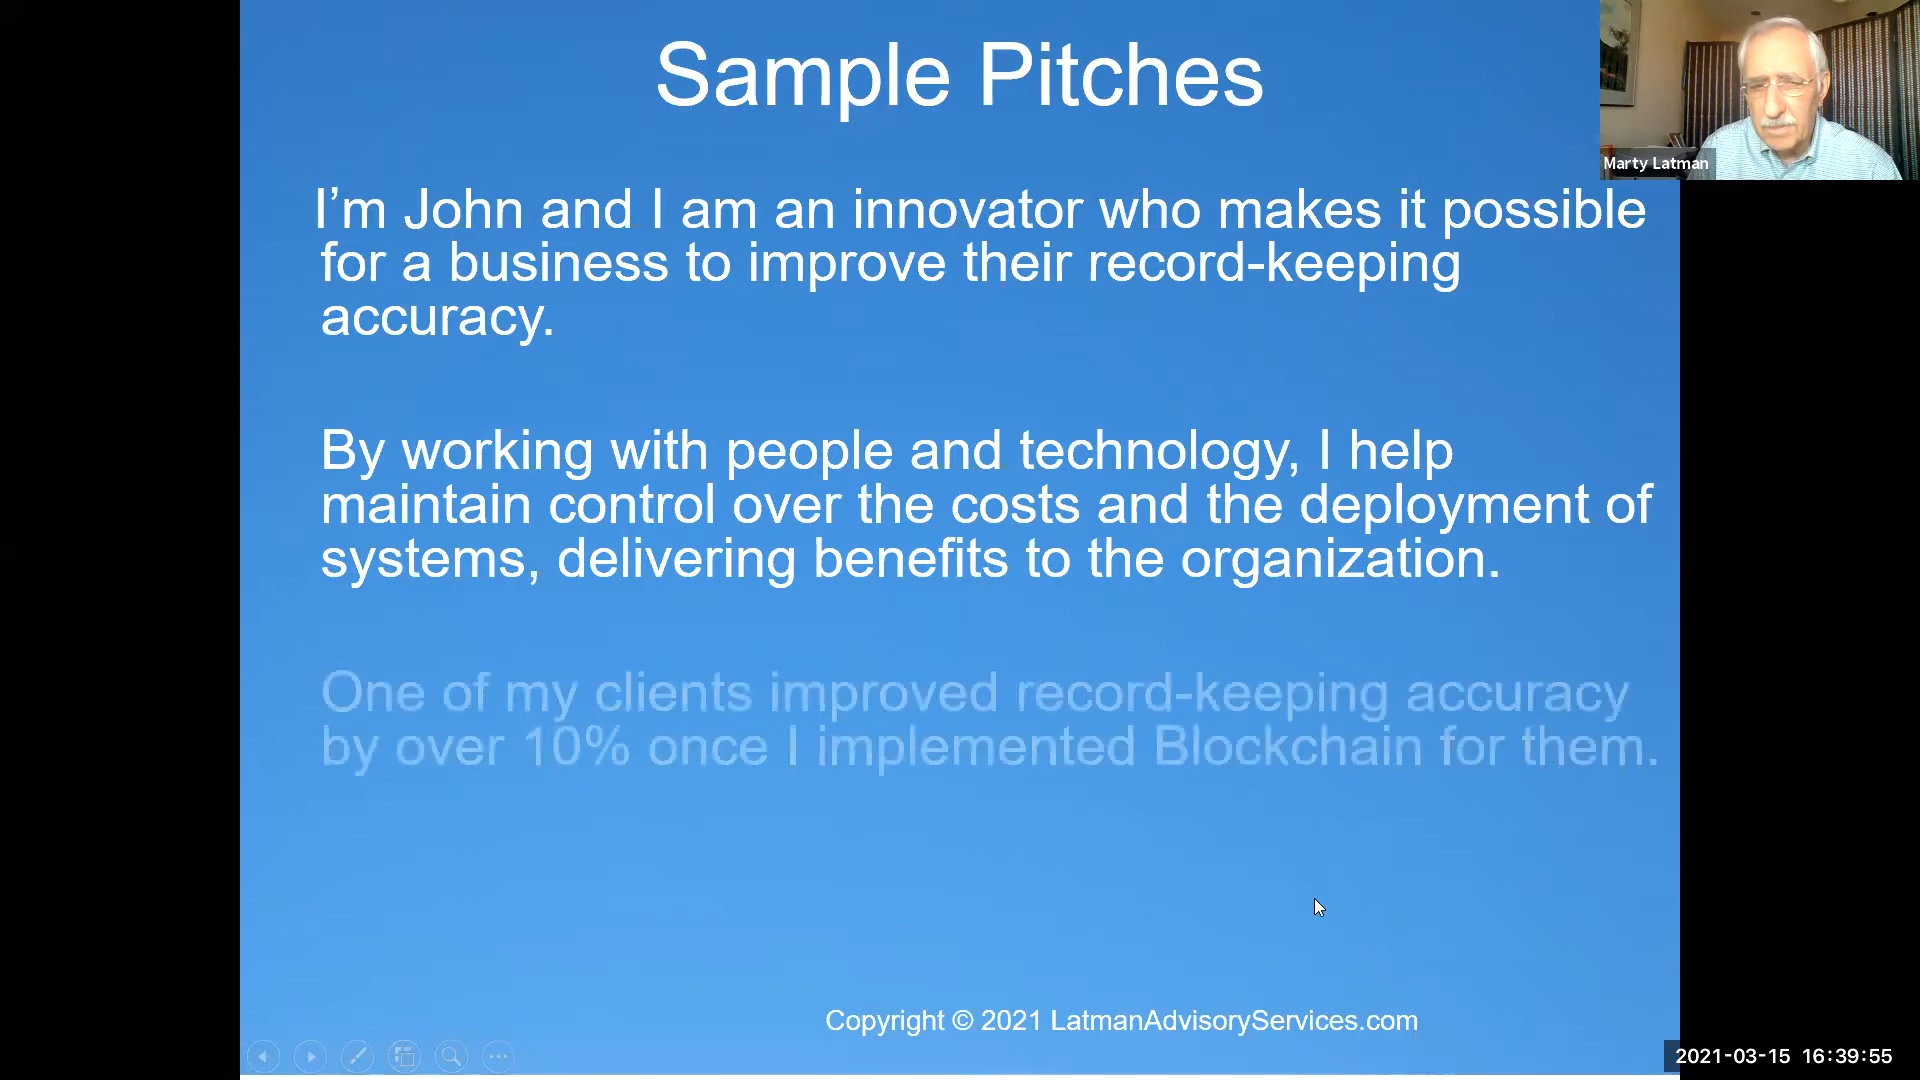 Sample Pitches
Marty Latman
I’m John and I am an innovator who makes it possible
for a business to improve their record-keeping
accuracy.
By working with people and technology, I help
maintain control over the costs and the deployment of
systems, delivering benefits to the organization.
One of my clients improved record-keeping accuracy
by over 10% once I implemented Blockchain for them.
Copyright © 2021 LatmanAdvisoryServices.com
2021-03-15 16:39:55